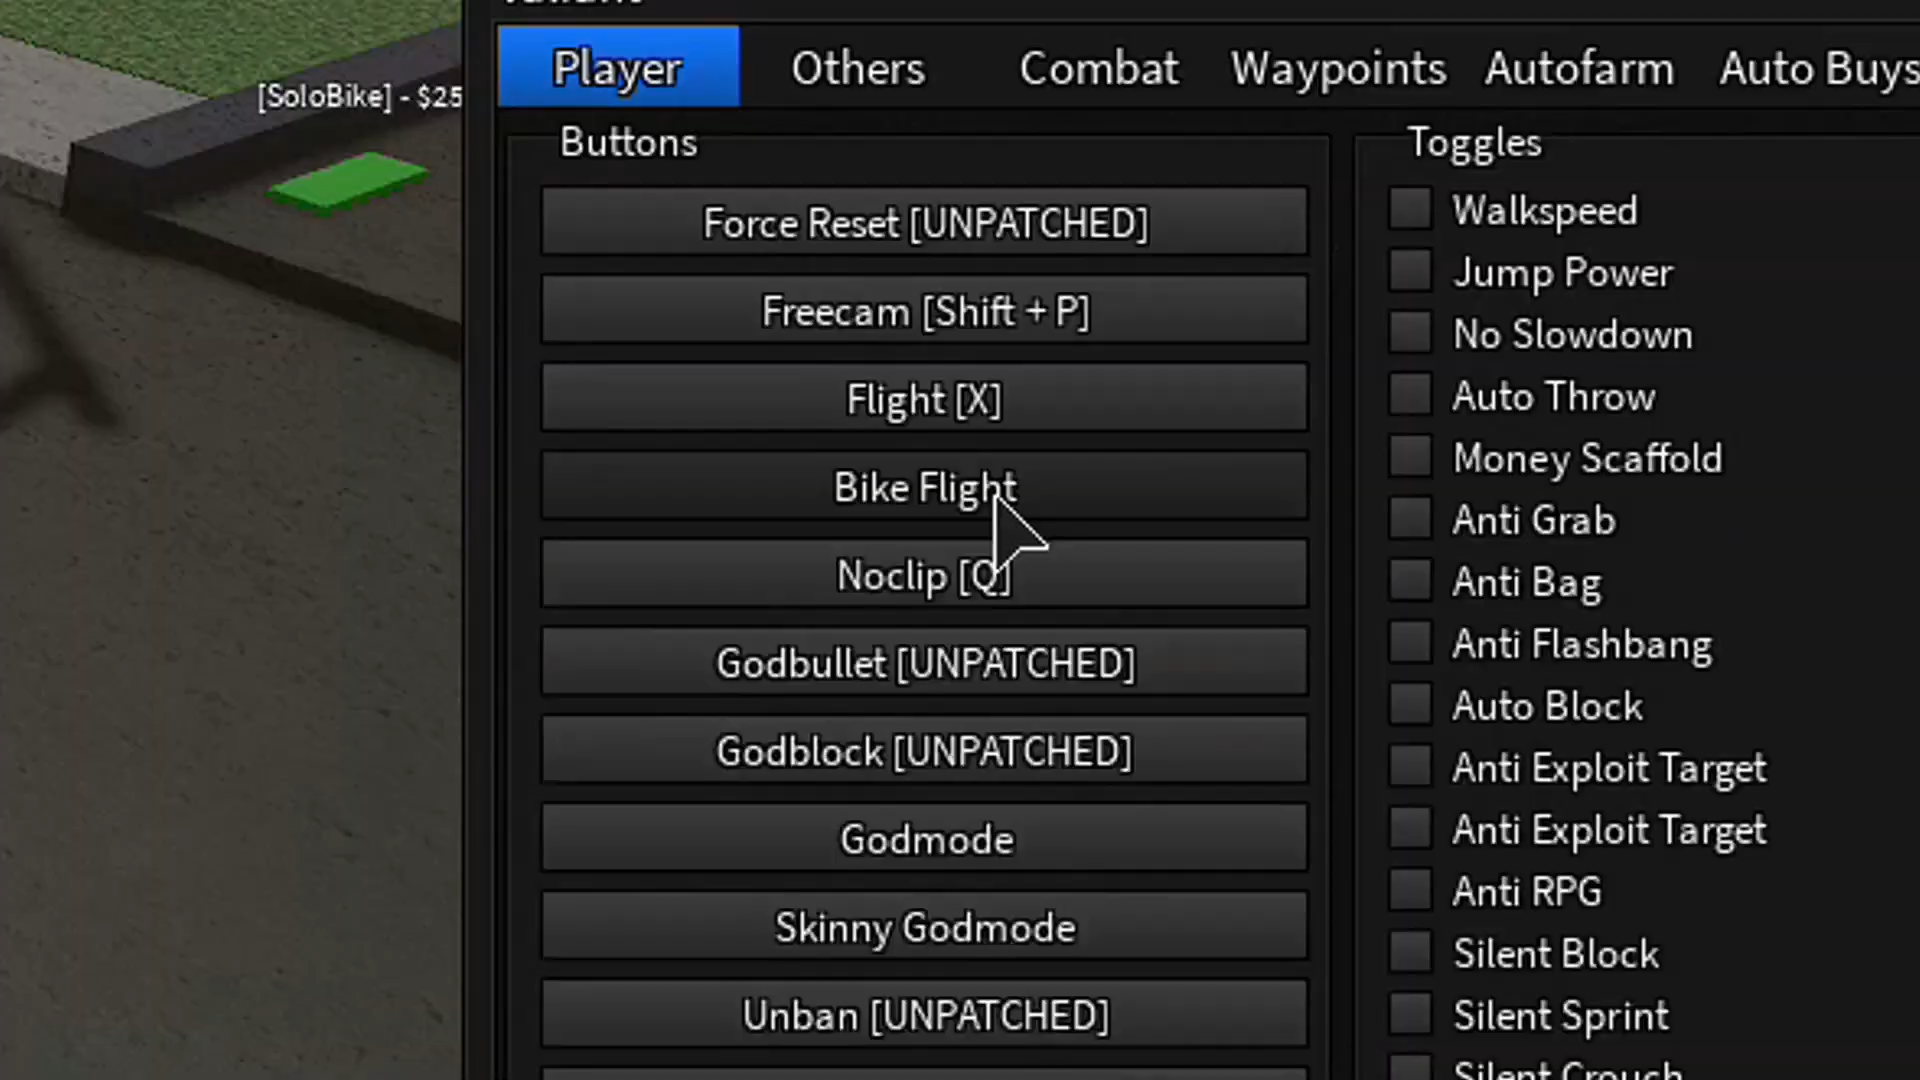 Player Others Combat Waypoints Autofarm Auto Buys
[SoloBike] - $25
Buttons
Force Reset [UNPATCHED]
Freecam [Shift + P]
Flight [X]
Bike Flight
Noclip [Q]
Godbullet [UNPATCHED]
Godblock [UNPATCHED]
Godmode
Skinny Godmode
Unban [UNPATCHED]
Toggles
Walkspeed
Jump Power
No Slowdown
Auto Throw
Money Scaffold
Anti Grab
Anti Bag
Anti Flashbang
Auto Block
Anti Exploit Target
Anti Exploit Target
Anti RPG
Silent Block
Silent Sprint
Silent Crouch